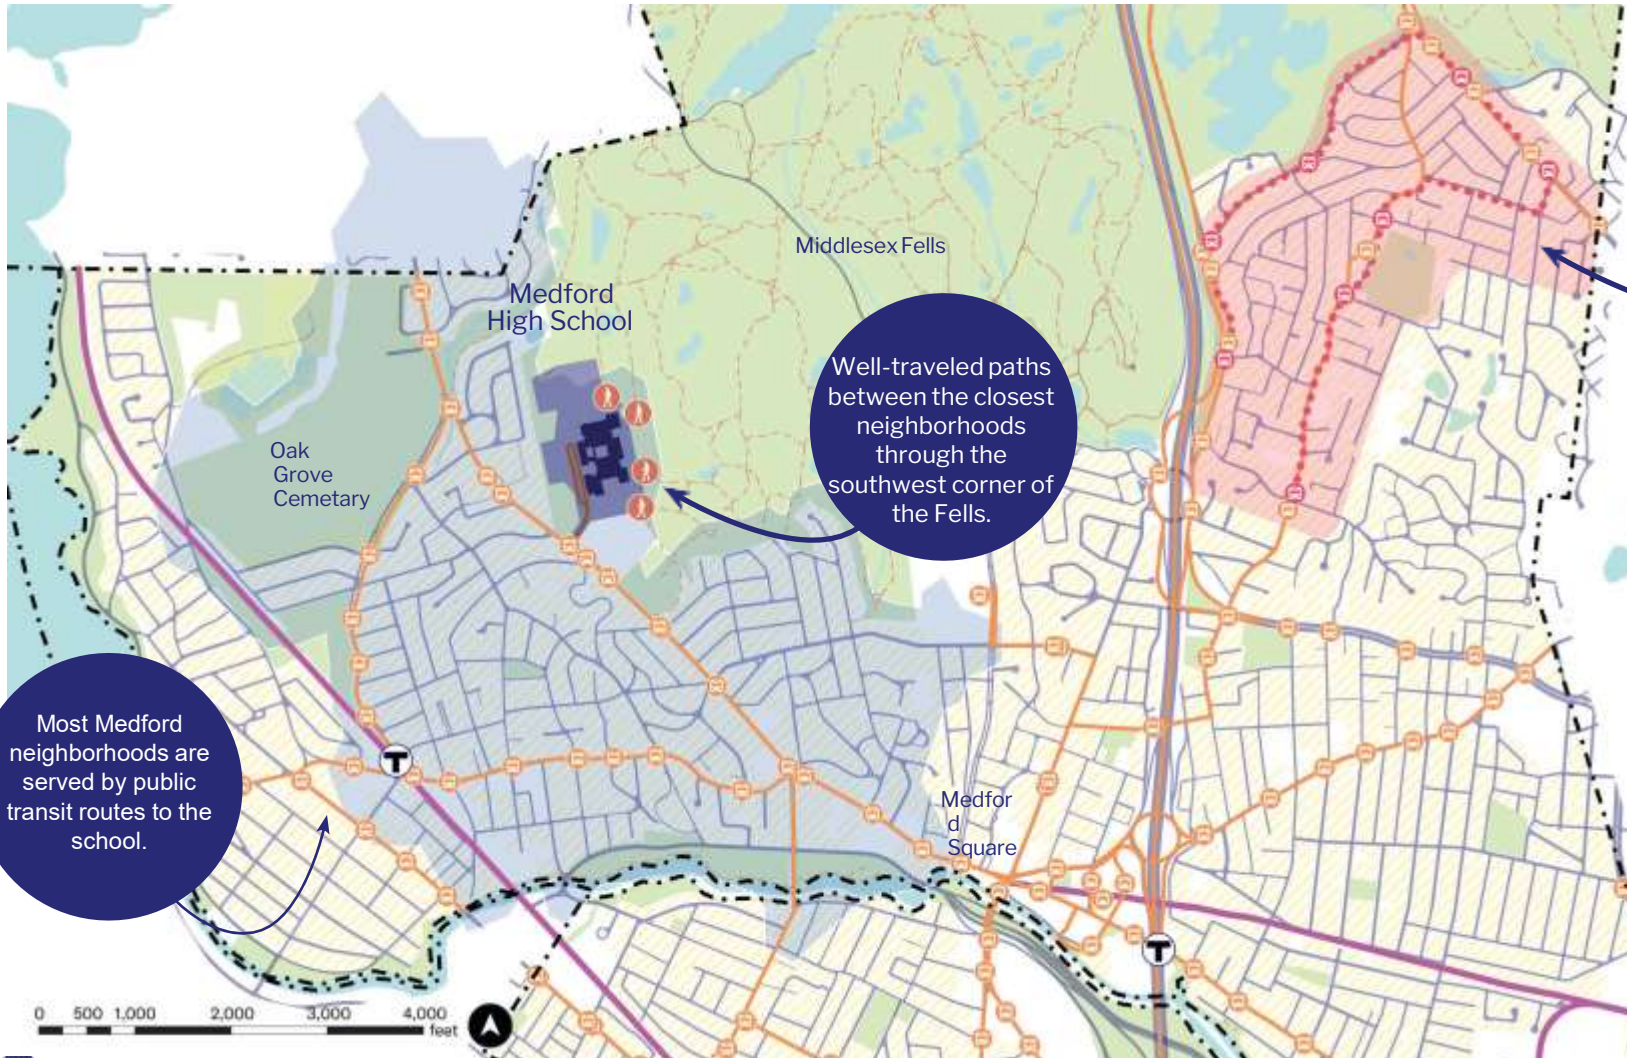 Middlesex Fells
Medford
High School
Well-traveled paths
between the closest
neighborhoods
through the
southwest corner of
the Fells.
Oak
Grove
Cemetary
Most Medford
neighborhoods are
served by public
transit routes to the
school.
T
Medfor
d
Square
T
0 500 1,000 2,000 3,000 4,000
feet